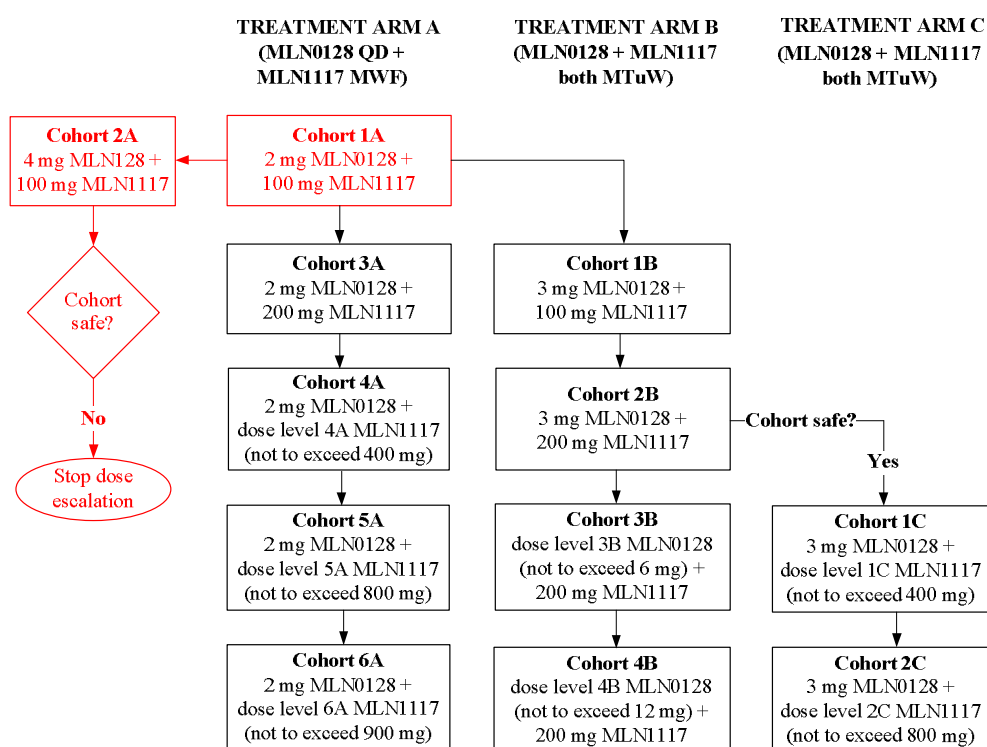 TREATMENT ARM A
(MLN0128 QD +
MLN1117 MWF)
TREATMENT ARM B
(MLN0128 + MLN1117
both MTuW)
TREATMENT ARM C
(MLN0128 + MLN1117
both MTuW)
Cohort 2A
4 mg MLN128 +
100 mg MLN1117
Cohort 1A
2 mg MLN0128 +
100 mg MLN1117
Cohort
safe?
No
Stop dose
escalation
Cohort 3A
2 mg MLN0128 +
200 mg MLN1117
Cohort 4A
2 mg MLN0128 +
dose level 4A MLN1117
(not to exceed 400 mg)
Cohort 5A
2 mg MLN0128 +
dose level 5A MLN1117
(not to exceed 800 mg)
Cohort 6A
2 mg MLN0128 +
dose level 6A MLN1117
(not to exceed 900 mg)
Cohort 1B
3 mg MLN0128 +
100 mg MLN1117
Cohort 2B
3 mg MLN0128 +
200 mg MLN1117
Cohort safe?
Yes
Cohort 3B
dose level 3B MLN0128
(not to exceed 6 mg) +
200 mg MLN1117
Cohort 4B
dose level 4B MLN0128
(not to exceed 12 mg) +
200 mg MLN1117
Cohort 1C
3 mg MLN0128 +
dose level 1C MLN1117
(not to exceed 400 mg)
Cohort 2C
3 mg MLN0128 +
dose level 2C MLN1117
(not to exceed 800 mg)